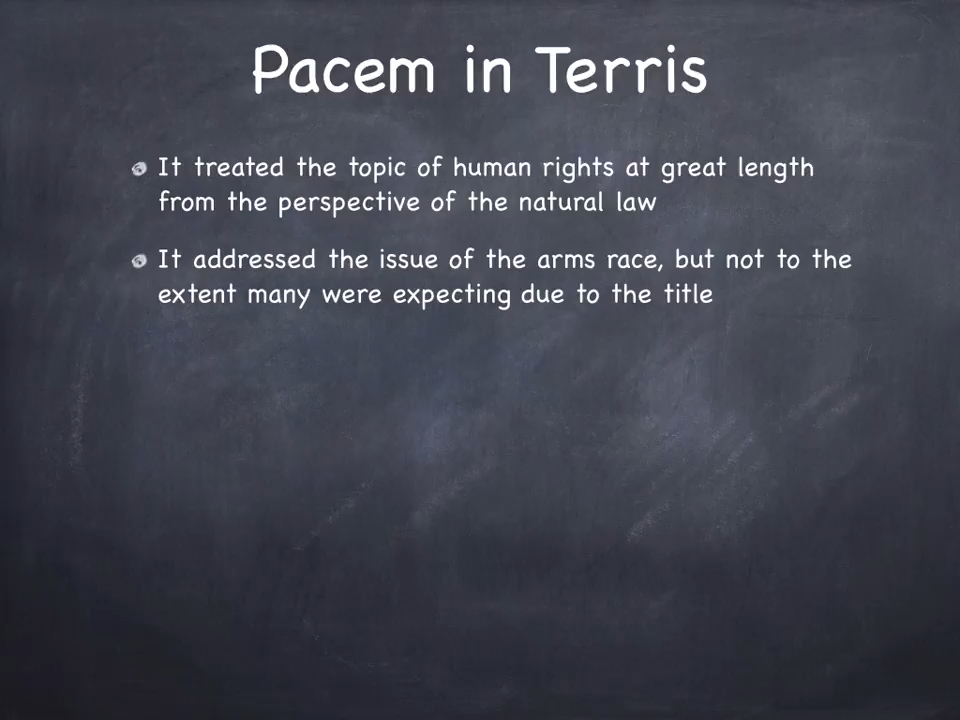 Pacem in Terris
It treated the topic of human rights at great length
from the perspective of the natural law
It addressed the issue of the arms race, but not to the
extent many were expecting due to the title